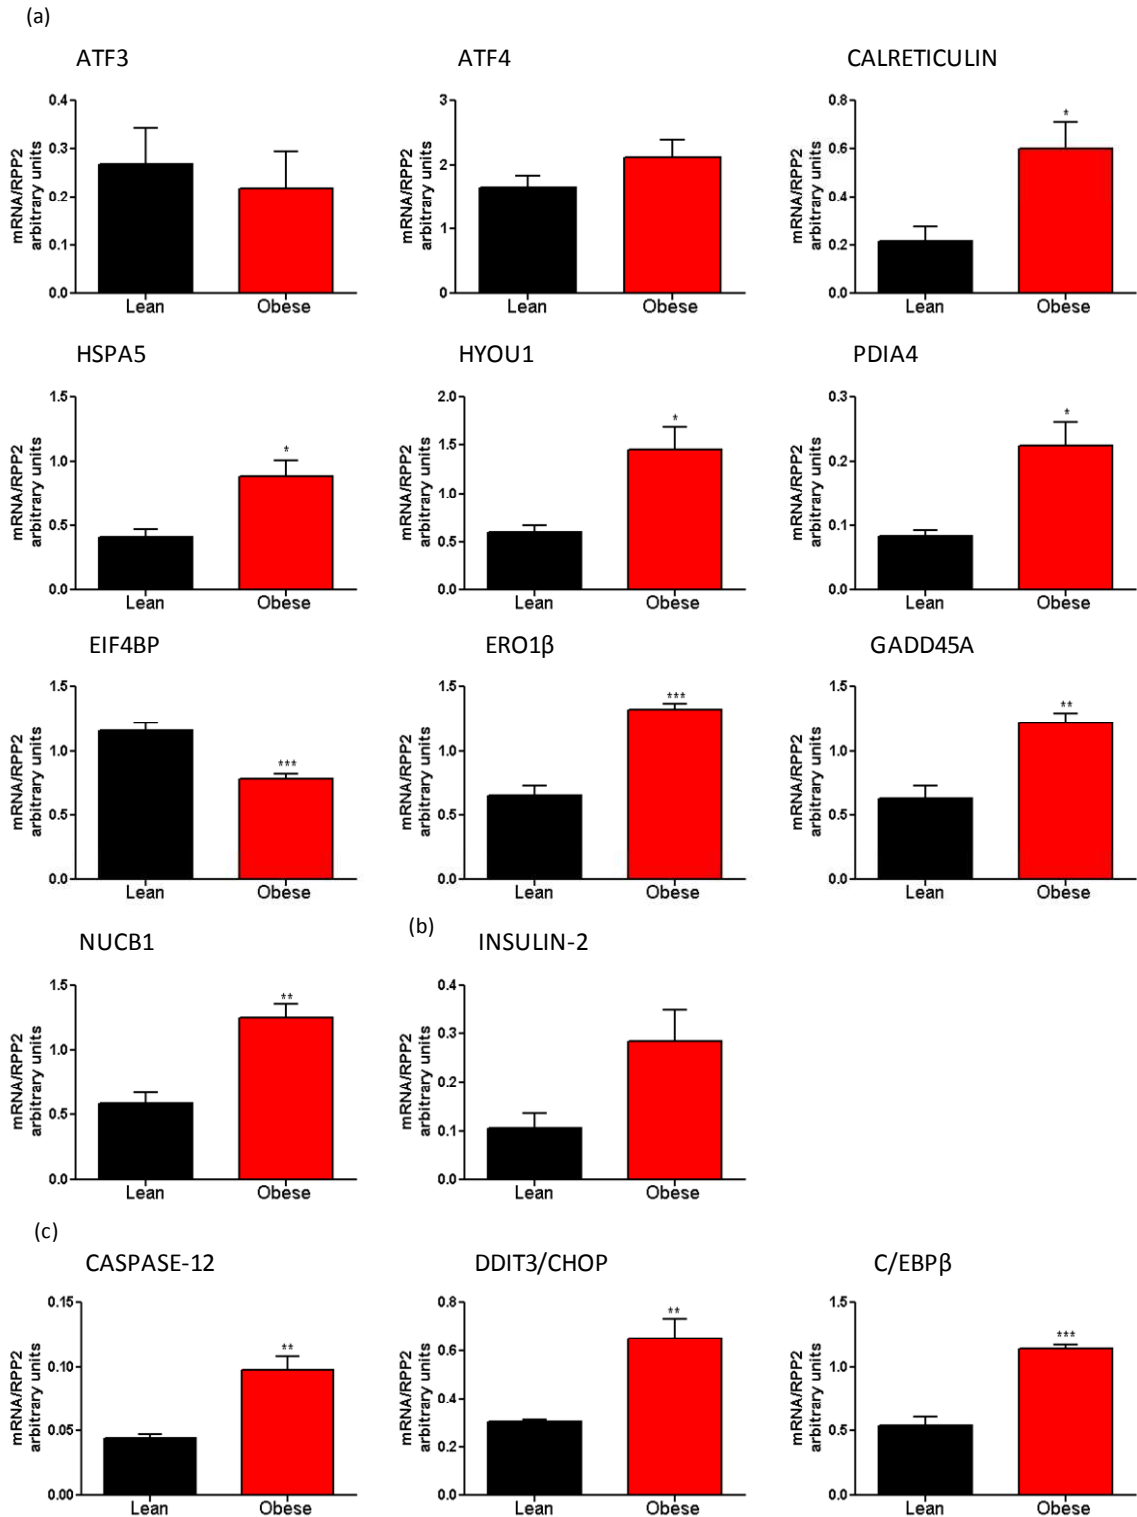 (a)
ATF3
ATF4
CALRETICULIN
mRNA/RPP2
arbitrary units
0.4
0.3
0.2
0.1
0.0
Lean
Obese
mRNA/RPP2
arbitrary units
3
2
1
0
Lean
Obese
mRNA/RPP2
arbitrary units
0.8
0.6
0.4
0.2
0.0
*
Lean
Obese
HSPA5
HYOU1
PDIA4
mRNA/RPP2
arbitrary units
1.5
1.0
0.5
0.0
*
Lean
Obese
mRNA/RPP2
arbitrary units
2.0
1.5
1.0
0.5
0.0
*
Lean
Obese
mRNA/RPP2
arbitrary units
0.3
0.2
0.1
0.0
*
Lean
Obese
EIF4BP
ERO1β
GADD45A
mRNA/RPP2
arbitrary units
1.5
1.0
0.5
0.0
***
Lean
Obese
mRNA/RPP2
arbitrary units
1.5
1.0
0.5
0.0
***
Lean
Obese
mRNA/RPP2
arbitrary units
1.5
1.0
0.5
0.0
**
Lean
Obese
NUCB1
mRNA/RPP2
arbitrary units
1.5
1.0
0.5
0.0
**
Lean
Obese
(b)
INSULIN-2
mRNA/RPP2
arbitrary units
0.4
0.3
0.2
0.1
0.0
Lean
Obese
(c)
CASPASE-12
DDIT3/CHOP
C/EBPβ
mRNA/RPP2
arbitrary units
0.15
0.10
0.05
0.00
**
Lean
Obese
mRNA/RPP2
arbitrary units
0.8
0.6
0.4
0.2
0.0
**
Lean
Obese
mRNA/RPP2
arbitrary units
1.5
1.0
0.5
0.0
***
Lean
Obese